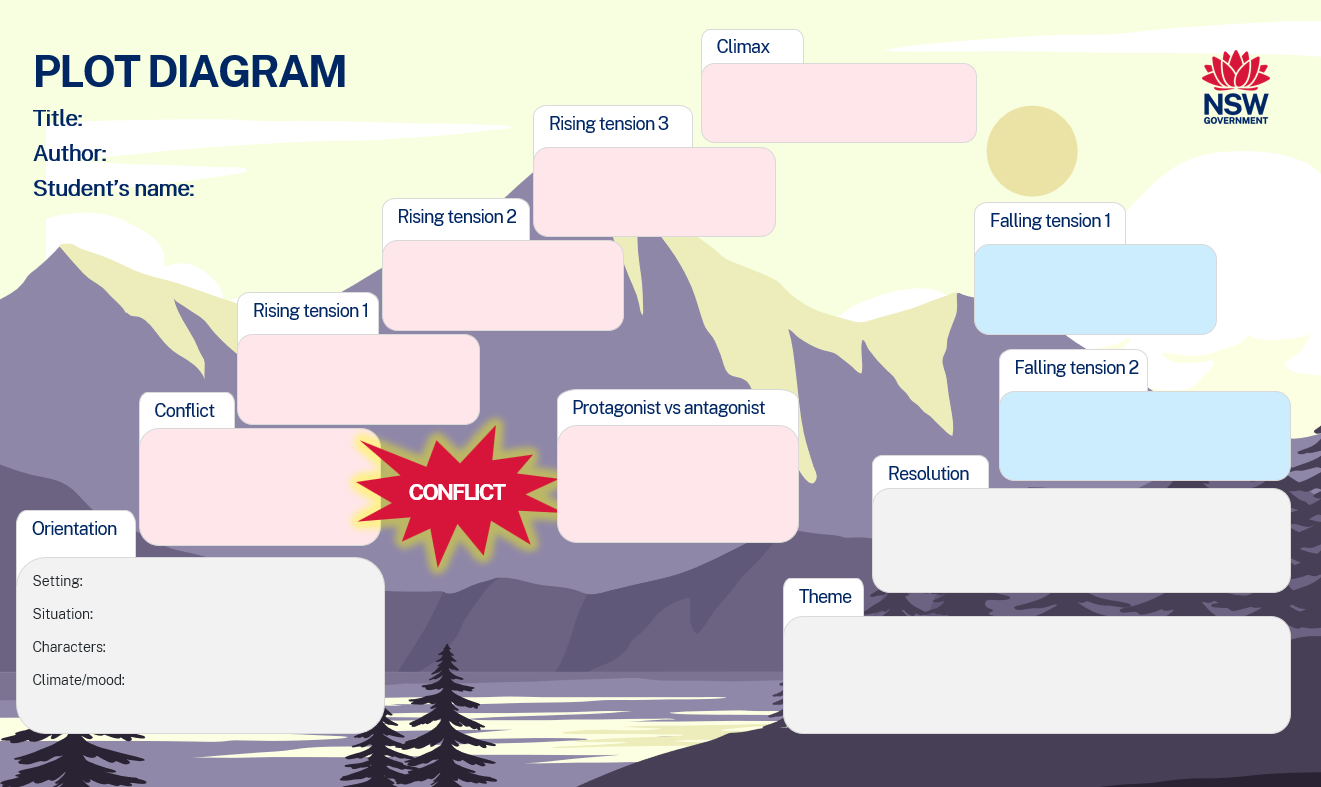 PLOT DIAGRAM
Title:
Author:
Student’s name:
Climax
NSW
GOVERNMENT
Rising tension 3
Rising tension 2
Falling tension 1
Rising tension 1
Falling tension 2
Conflict
Protagonist vs antagonist
CONFLICT
Resolution
Orientation
Setting:
Situation:
Characters:
Climate/mood:
Theme